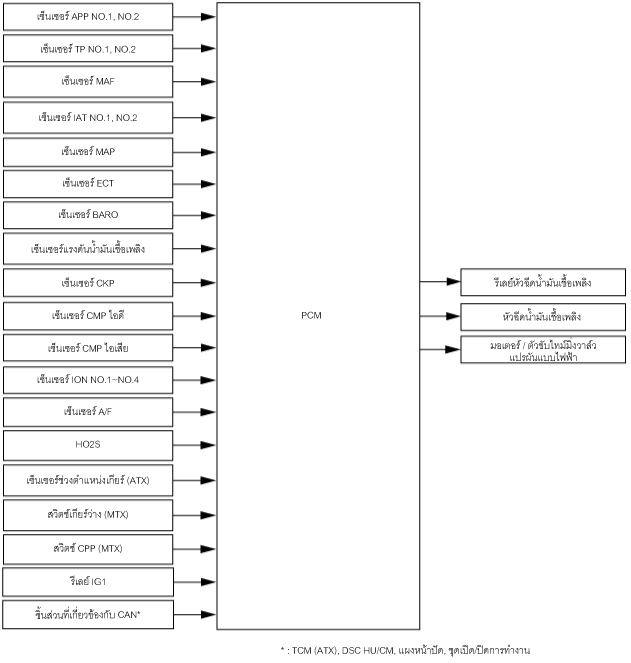 เซ็นเซอร์ APP NO.1, NO.2
เซ็นเซอร์ TP NO.1, NO.2
เซ็นเซอร์ MAF
เซ็นเซอร์ IAT NO.1, NO.2
เซ็นเซอร์ MAP
เซ็นเซอร์ ECT
เซ็นเซอร์ BARO
เซ็นเซอร์แรงดันน้ำมันเชื้อเพลิง
เซ็นเซอร์ CKP
เซ็นเซอร์ CMP ไอดี
เซ็นเซอร์ CMP ไอเสีย
เซ็นเซอร์ ION NO.1~NO.4
เซ็นเซอร์ A/F
HO2S
เซ็นเซอร์ช่วงตำแหน่งเกียร์ (ATX)
สวิตช์เกียร์ว่าง (MTX)
สวิตช์ CPP (MTX)
รีเลย์ IG1
ชิ้นส่วนที่เกี่ยวข้องกับ CAN*
PCM
รีเลย์หัวฉีดน้ำมันเชื้อเพลิง
หัวฉีดน้ำมันเชื้อเพลิง
มอเตอร์ / ตัวขับไทม์มิ่งวาล์ว
แปรผันแบบไฟฟ้า
* : TCM (ATX), DSC HU/CM, แผงหน้าปัด, ชุดเปิด/ปิดการทำงาน